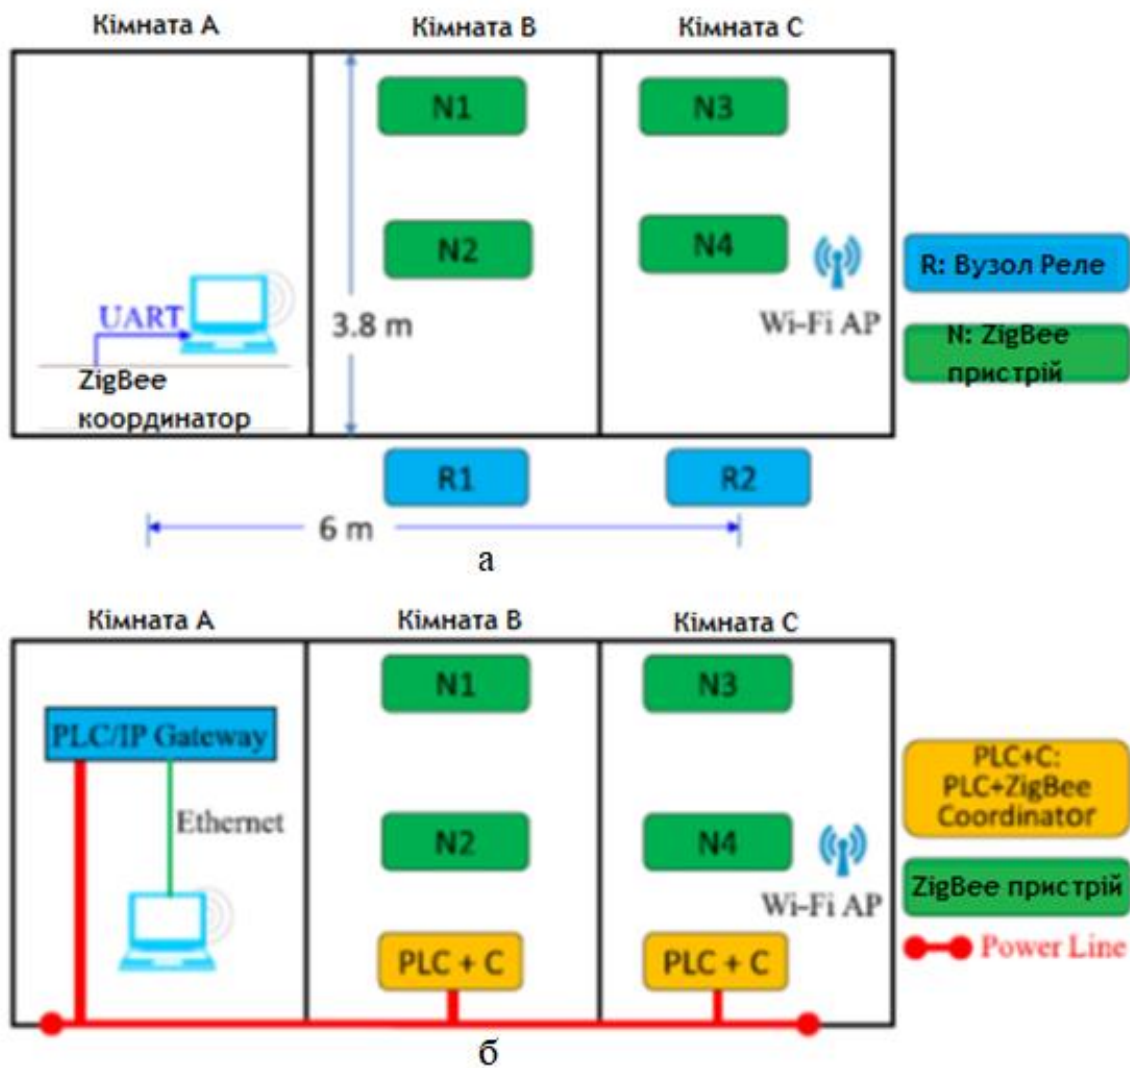 Кімната A
Кімната B
Кімната C
N1
N3
N2
N4
R: Вузол Реле
UART
3.8 m
Wi-Fi AP
N: ZigBee
пристрій
ZigBee
координатор
R1
R2
6 m
а
Кімната A
Кімната B
Кімната C
N1
N3
PLC/IP Gateway
PLC+C:
PLC+ZigBee
Coordinator
Ethernet
N2
N4
ZigBee пристрій
Wi-Fi AP
PLC + C
PLC + C
Power Line
б